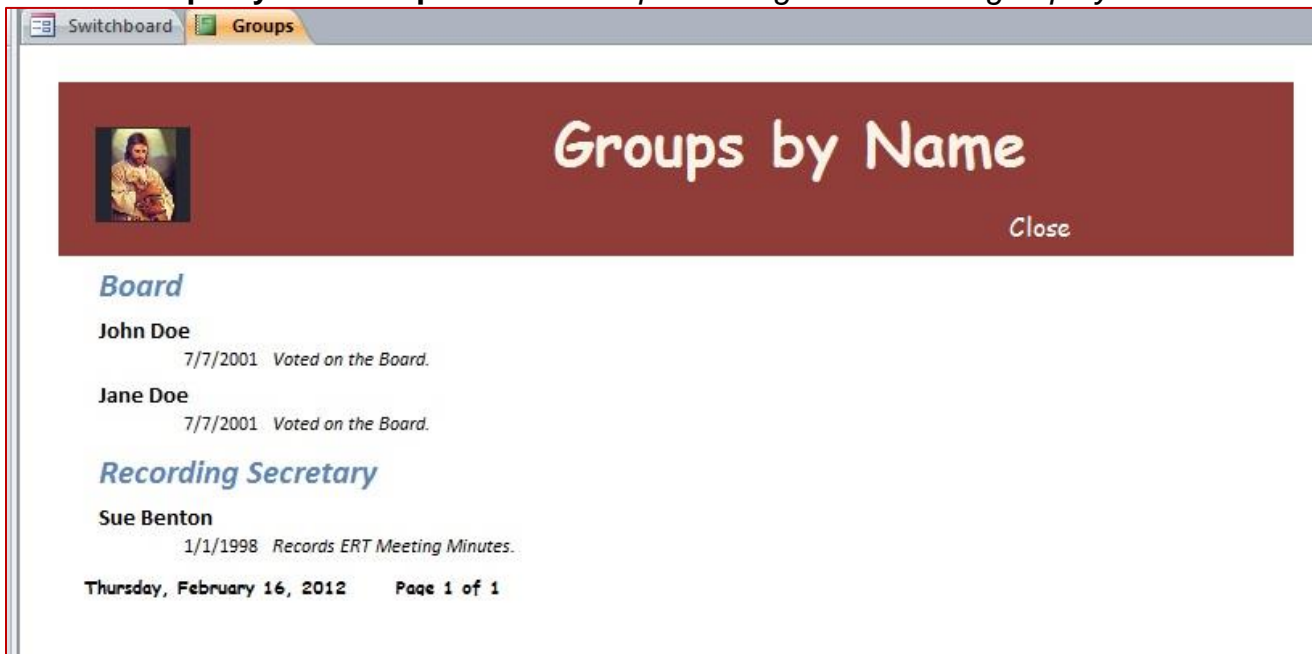 Switchboard Groups
Groups by Name
Close
Board
John Doe
7/7/2001 Voted on the Board.
Jane Doe
7/7/2001 Voted on the Board.
Recording Secretary
Sue Benton
1/1/1998 Records ERT Meeting Minutes.
Thursday, February 16, 2012 Page 1 of 1